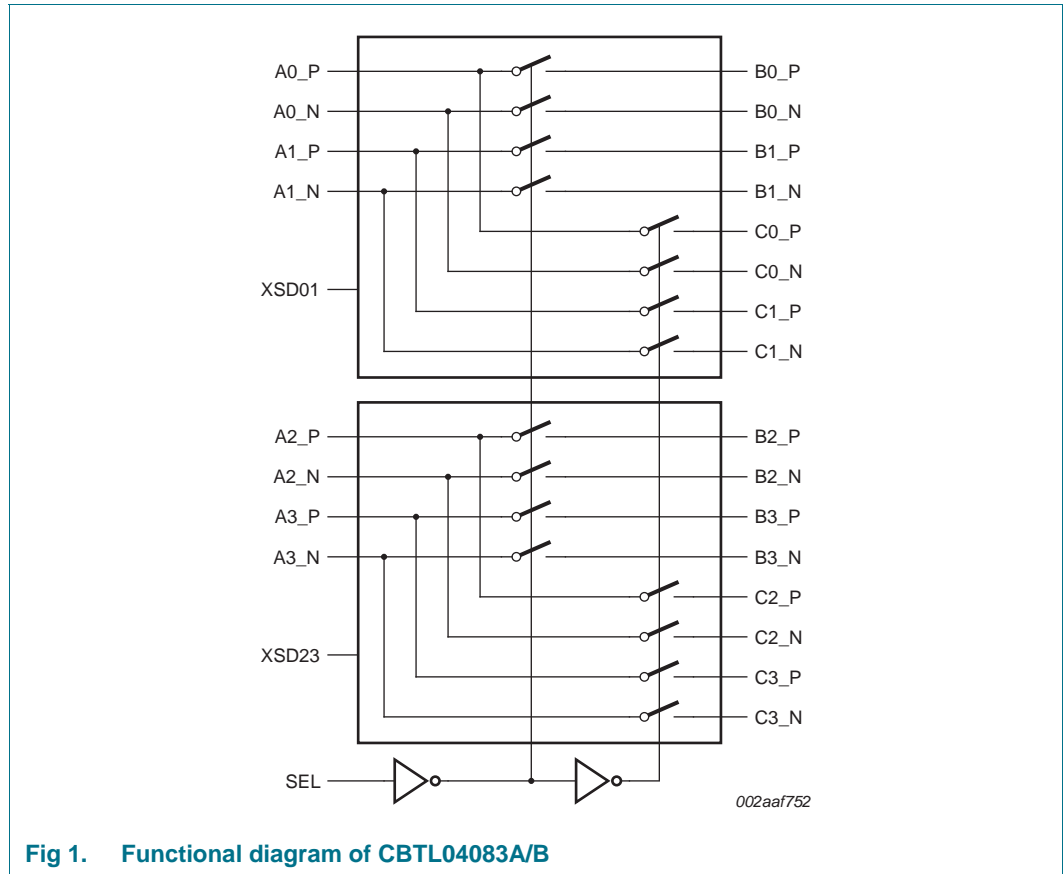 A0_P
B0_P
A0_N
B0_N
A1_P
B1_P
A1_N
B1_N
C0_P
C0_N
XSD01
C1_P
C1_N
A2_P
B2_P
A2_N
B2_N
A3_P
B3_P
A3_N
B3_N
C2_P
C2_N
XSD23
C3_P
C3_N
SEL
002aaf752
Fig 1. Functional diagram of CBTL04083A/B